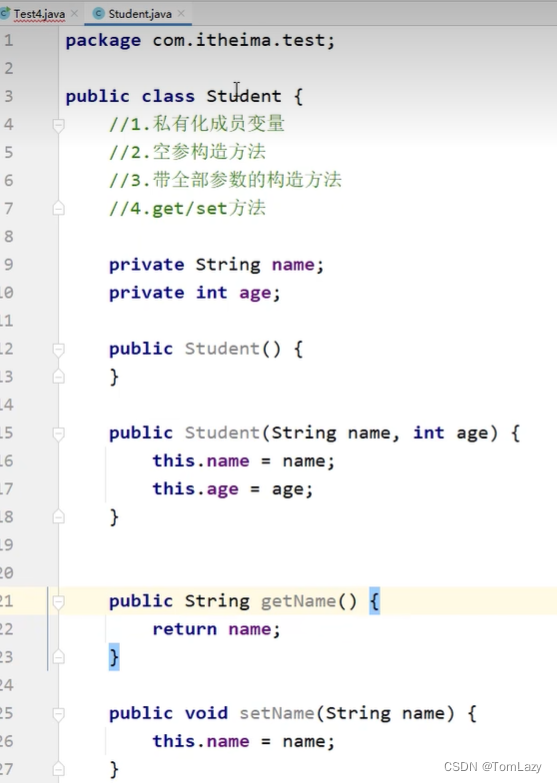 Test4.java × Student.java ×
1 package com.itheima.test;
2
3 public class Student {
4 //1.私有化成员变量
5 //2.空参构造方法
6 //3.带全部参数的构造方法
7 //4.get/set方法
8
9 private String name;
10 private int age;
11
12 public Student() {
13 }
14
15 public Student(String name, int age) {
16 this.name = name;
17 this.age = age;
18 }
19
20
21 public String getName() {
22 return name;
23 }
24
25 public void setName(String name) {
26 this.name = name;
27 }
CSDN @TomLazy